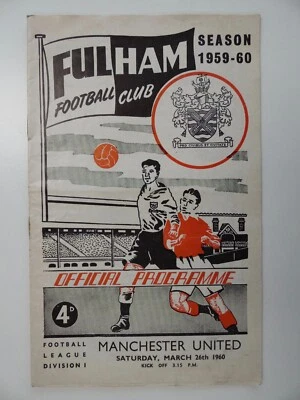 FULHAM
FOOTBALL CLUB
SEASON
1959-60
OFFICIAL PROGRAMME
4D
FOOTBALL
LEAGUE
DIVISION I
MANCHESTER UNITED
SATURDAY, MARCH 26th 1960
KICK OFF 3.15 P.M.